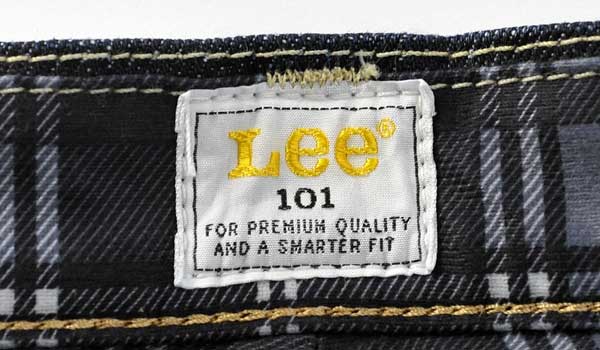 Lee®
101
FOR PREMIUM QUALITY
AND A SMARTER FIT